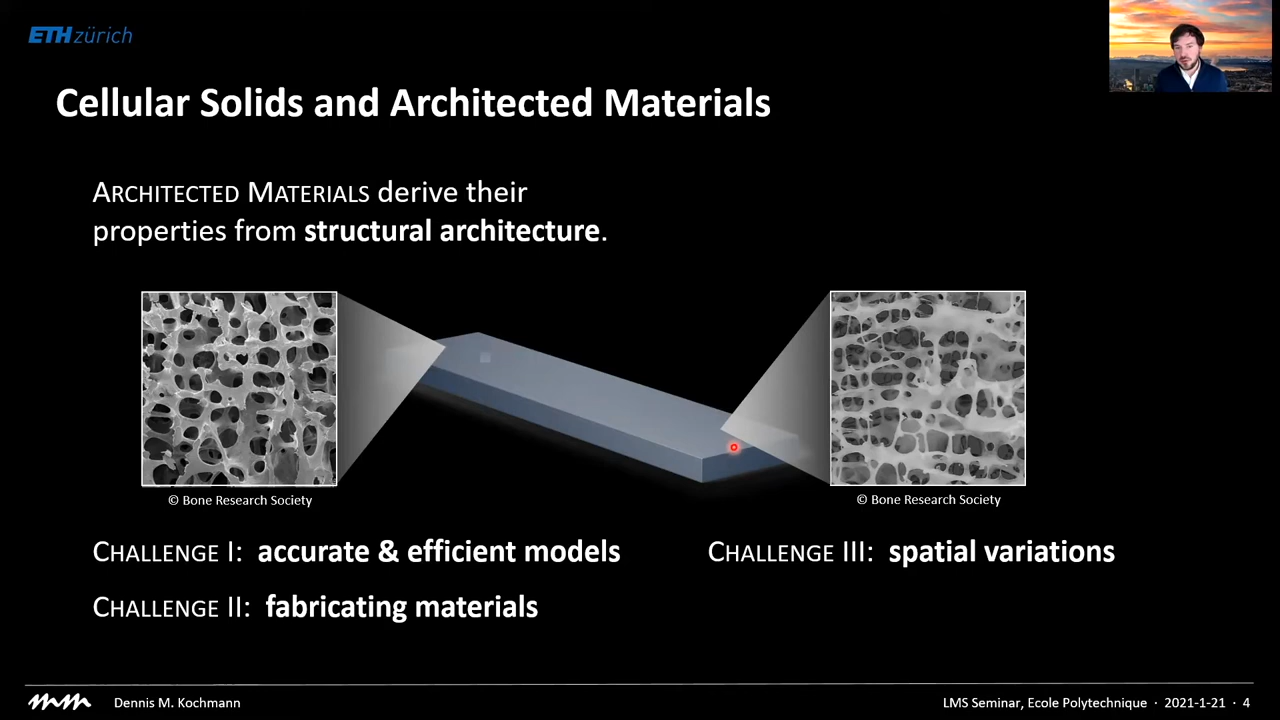 ETH zürich
Cellular Solids and Architected Materials
ARCHITECTED MATERIALS derive their
properties from structural architecture.
© Bone Research Society
© Bone Research Society
CHALLENGE I: accurate & efficient models
CHALLENGE III: spatial variations
CHALLENGE II: fabricating materials
Dennis M. Kochmann
LMS Seminar, Ecole Polytechnique · 2021-1-21 · 4